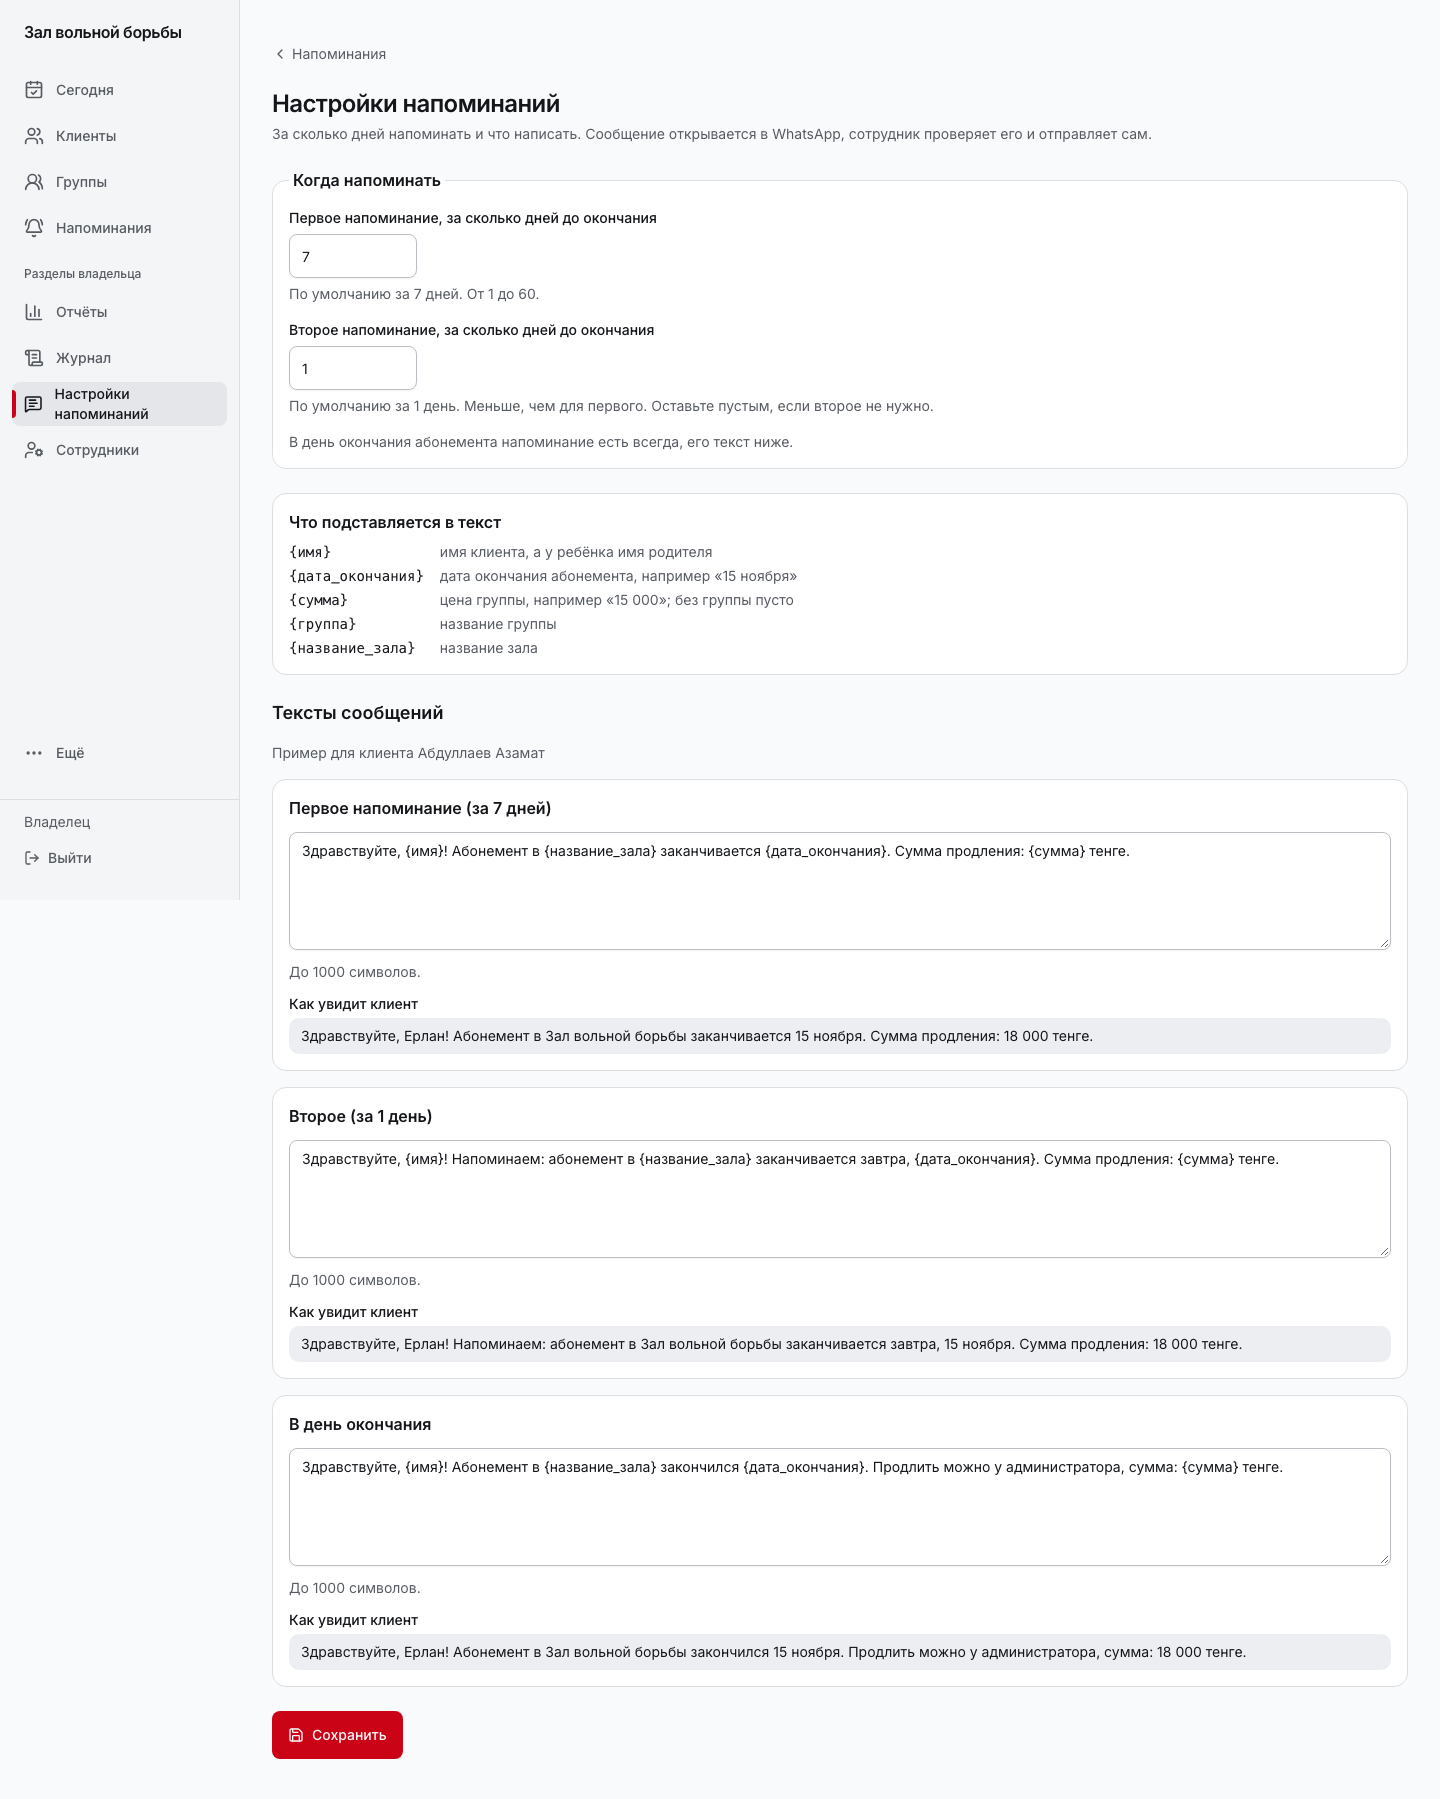 Зал вольной борьбы
Сегодня
Клиенты
Группы
Напоминания
Разделы владельца
Отчёты
Журнал
Настройки
напоминаний
Сотрудники
Ещё
Владелец
Выйти
Напоминания
Настройки напоминаний
За сколько дней напоминать и что написать. Сообщение открывается в WhatsApp, сотрудник проверяет его и отправляет сам.
Когда напоминать
Первое напоминание, за сколько дней до окончания
7
По умолчанию за 7 дней. От 1 до 60.
Второе напоминание, за сколько дней до окончания
1
По умолчанию за 1 день. Меньше, чем для первого. Оставьте пустым, если второе не нужно.
В день окончания абонемента напоминание есть всегда, его текст ниже.
Что подставляется в текст
{имя} имя клиента, а у ребёнка имя родителя
{дата_окончания} дата окончания абонемента, например «15 ноября»
{сумма} цена группы, например «15 000»; без группы пусто
{группа} название группы
{название_зала} название зала
Тексты сообщений
Пример для клиента Абдуллаев Азамат
Первое напоминание (за 7 дней)
Здравствуйте, {имя}! Абонемент в {название_зала} заканчивается {дата_окончания}. Сумма продления: {сумма} тенге.
До 1000 символов.
Как увидит клиент
Здравствуйте, Ерлан! Абонемент в Зал вольной борьбы заканчивается 15 ноября. Сумма продления: 18 000 тенге.
Второе (за 1 день)
Здравствуйте, {имя}! Напоминаем: абонемент в {название_зала} заканчивается завтра, {дата_окончания}. Сумма продления: {сумма} тенге.
До 1000 символов.
Как увидит клиент
Здравствуйте, Ерлан! Напоминаем: абонемент в Зал вольной борьбы заканчивается завтра, 15 ноября. Сумма продления: 18 000 тенге.
В день окончания
Здравствуйте, {имя}! Абонемент в {название_зала} закончился {дата_окончания}. Продлить можно у администратора, сумма: {сумма} тенге.
До 1000 символов.
Как увидит клиент
Здравствуйте, Ерлан! Абонемент в Зал вольной борьбы закончился 15 ноября. Продлить можно у администратора, сумма: 18 000 тенге.
Сохранить